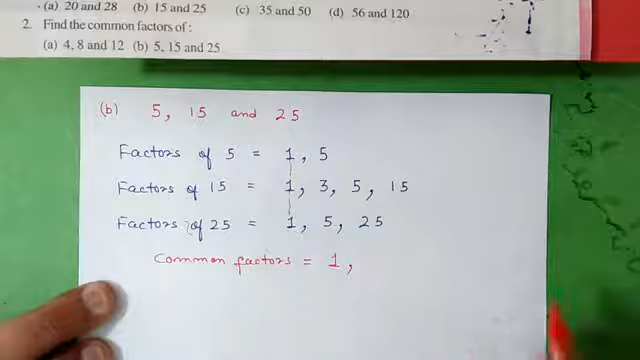 (a) 20 and 28 (b) 15 and 25 (c) 35 and 50 (d) 56 and 120
2. Find the common factors of :
(a) 4, 8 and 12 (b) 5, 15 and 25
(b) 5, 15 and 25
Factors of 5 = 1, 5
Factors of 15 = 1, 3, 5, 15
Factors of 25 = 1, 5, 25
Common factors = 1,